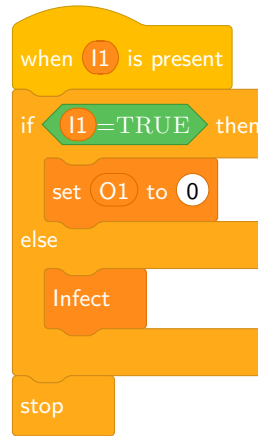 when I1 is present
if I1=TRUE then
set O1 to 0
else
Infect
stop